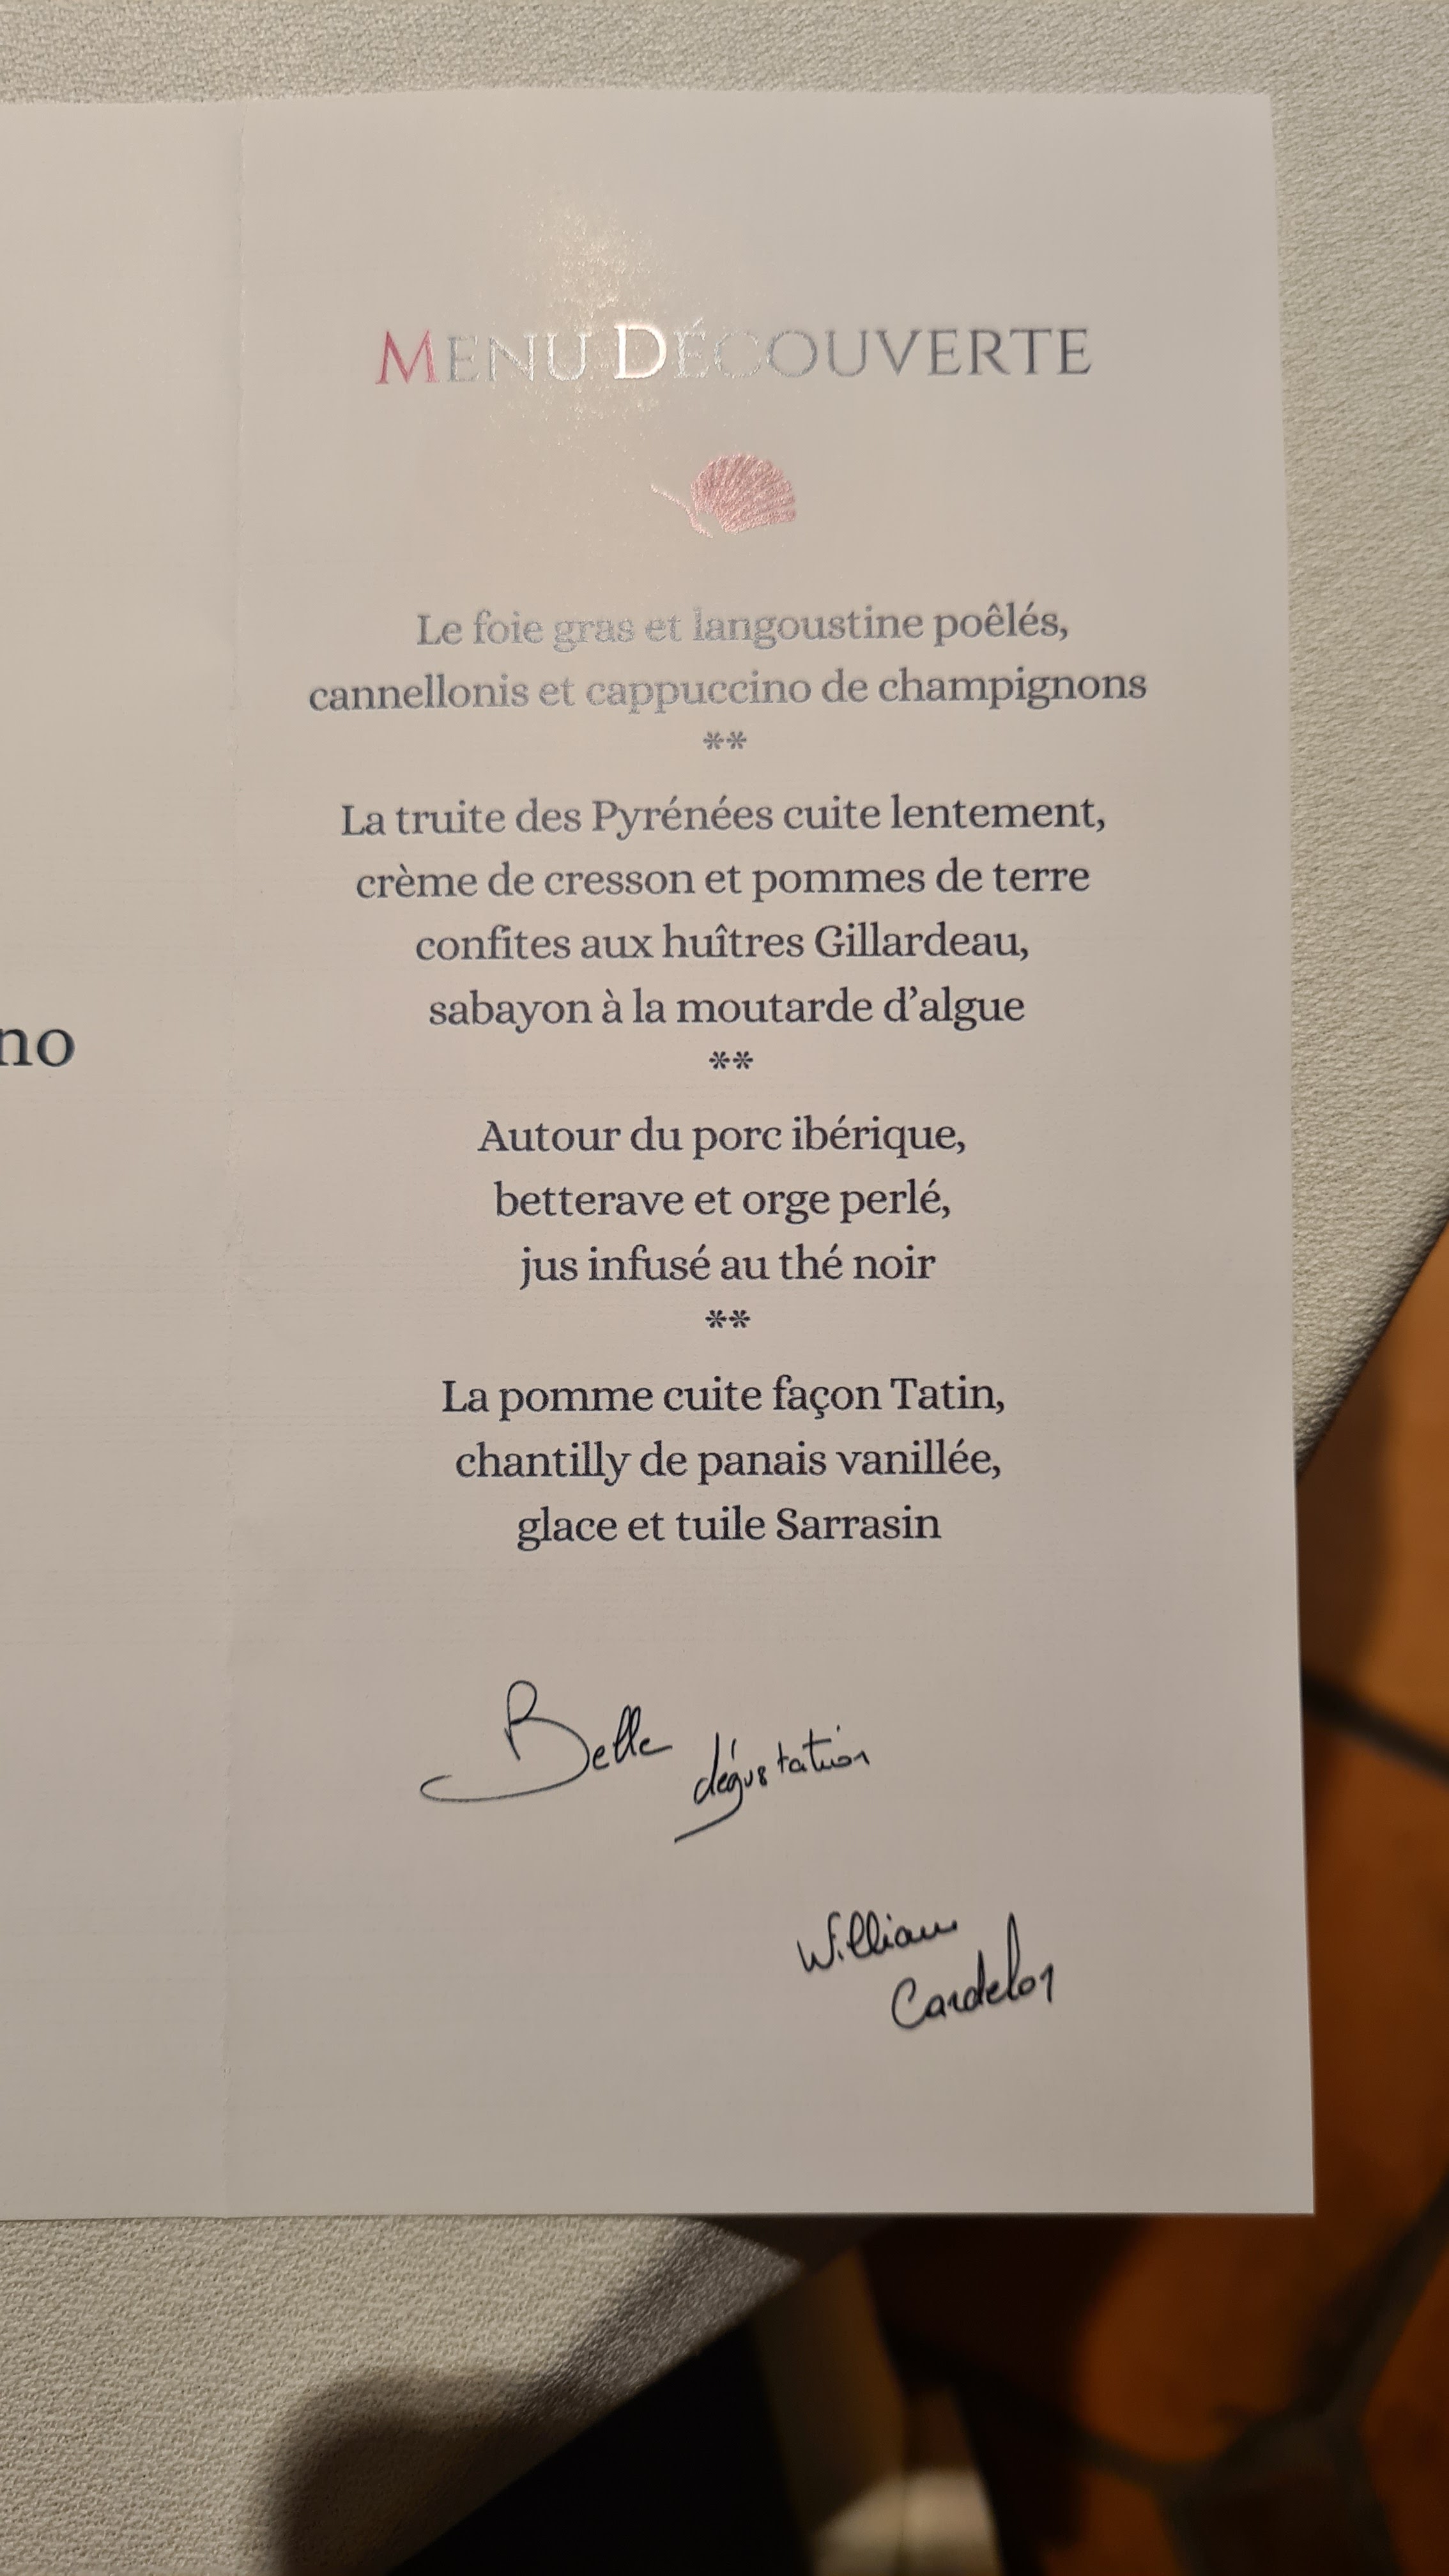 MENU DÉCOUVERTE
Le foie gras et langoustine poêlés,
cannellonis et cappuccino de champignons
**
La truite des Pyrénées cuite lentement,
crème de cresson et pommes de terre
confites aux huîtres Gillardeau,
sabayon à la moutarde d'algue
**
Autour du porc ibérique,
betterave et orge perlé,
jus infusé au thé noir
**
La pomme cuite façon Tatin,
chantilly de panais vanillée,
glace et tuile Sarrasin
Belle dégustation
William